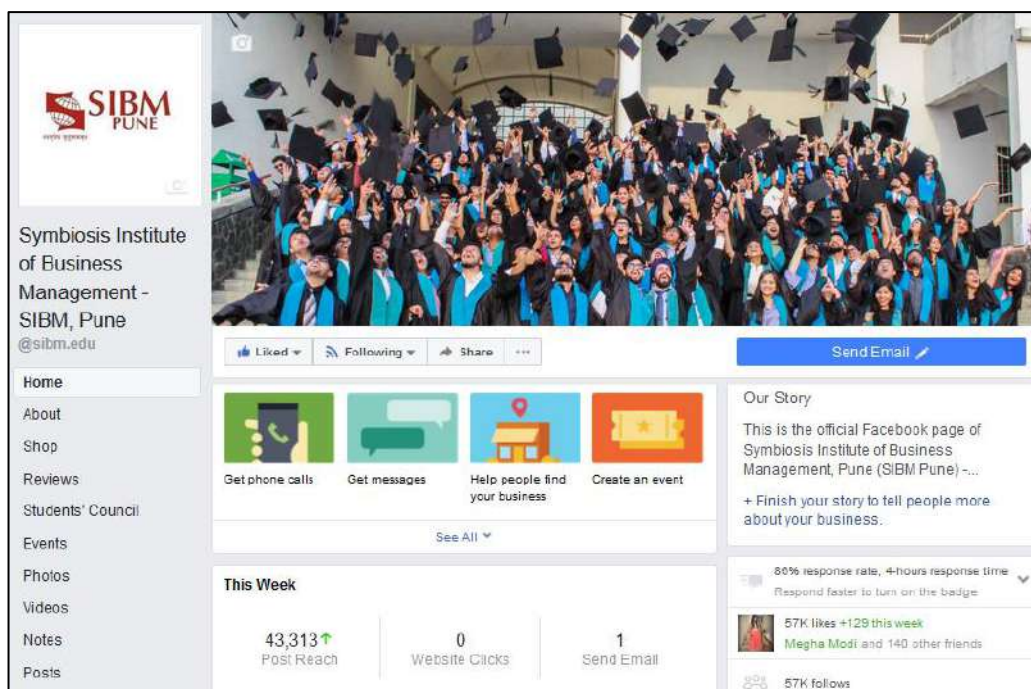 SIBM
PUNE
Symbiosis Institute
of Business
Management -
SIBM, Pune
@sibm.edu
Home
About
Shop
Reviews
Students' Council
Events
Photos
Videos
Notes
Posts
Liked
Following
Share
Send Email
Get phone calls
Get messages
Help people find
your business
Create an event
See All
This Week
43,313
Post Reach
0
Website Clicks
1
Send Email
Our Story
This is the official Facebook page of
Symbiosis Institute of Business
Management, Pune (SIBM Pune) -...
+ Finish your story to tell people more
about your business.
86% response rate, 4-hours response time
Respond faster to turn on the badge
57K likes +129 this week
Megha Modi and 140 other friends
57K follows